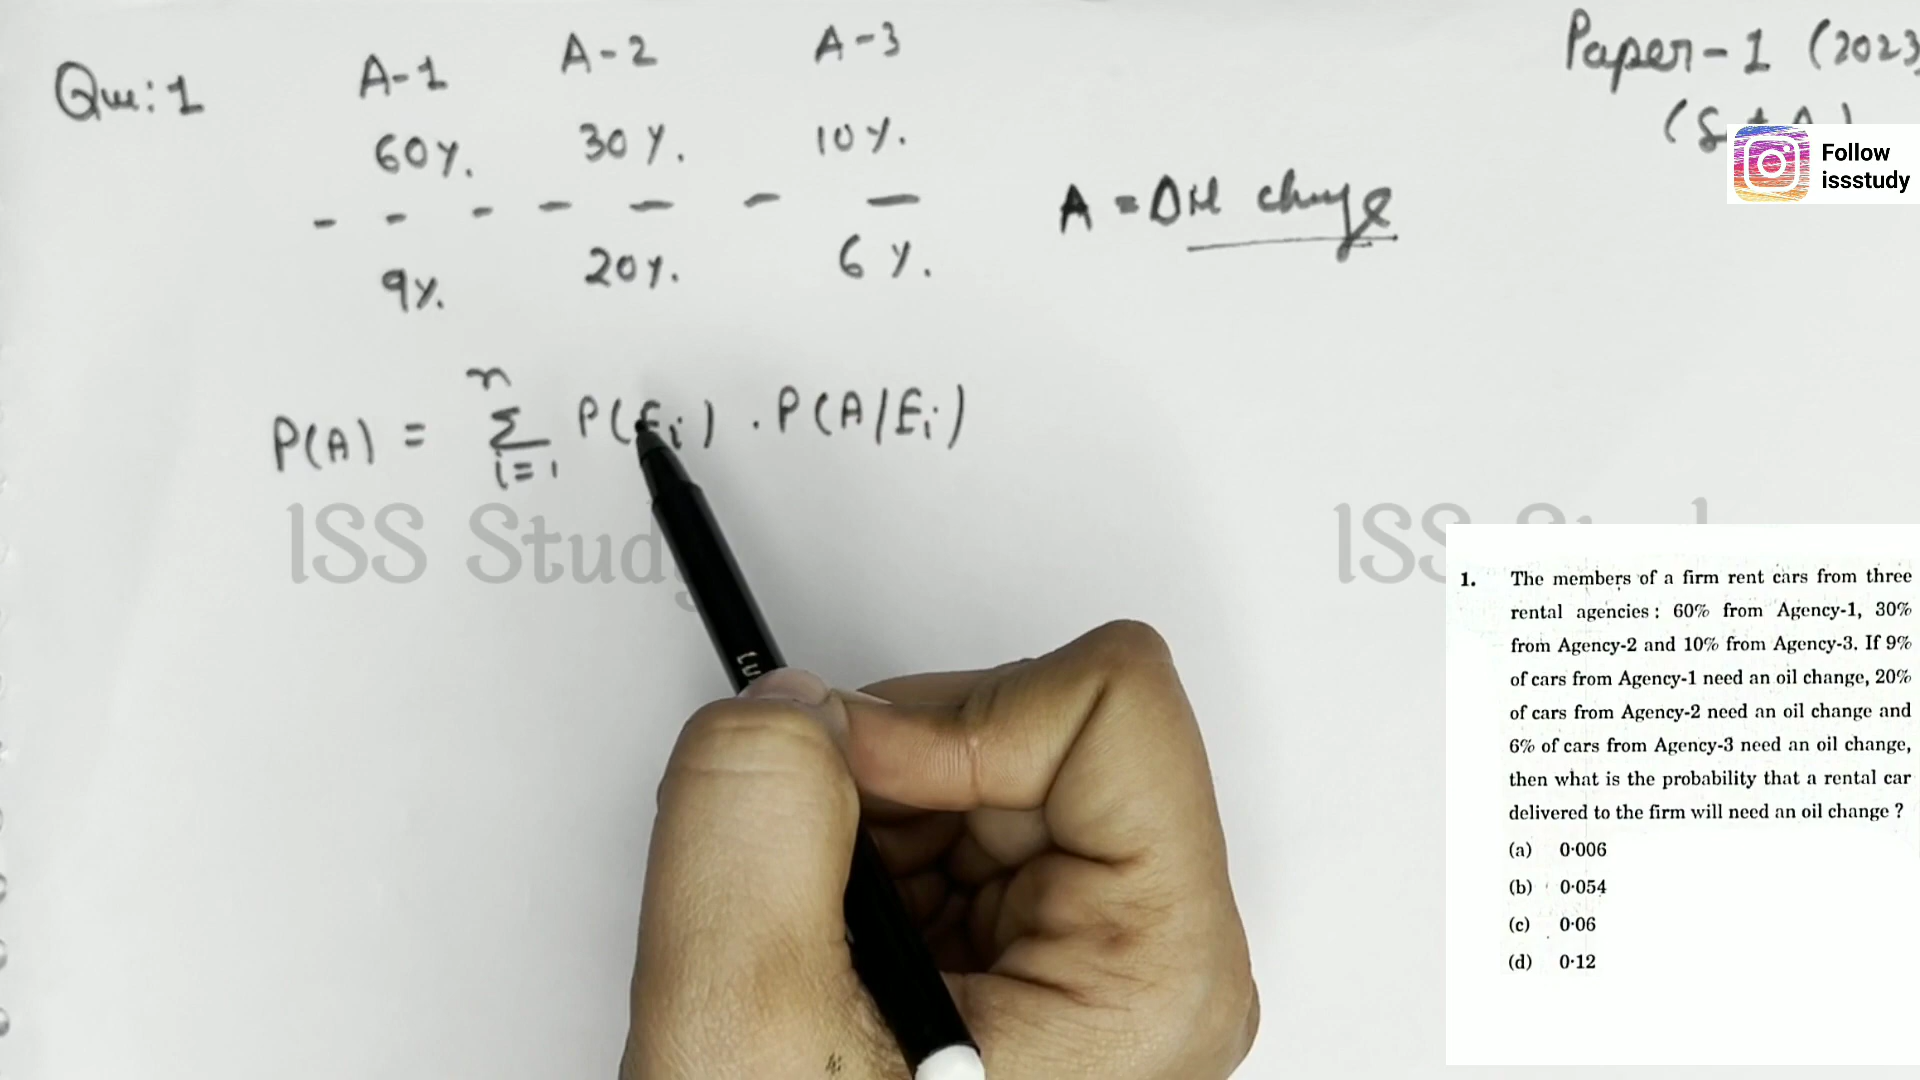 Que:1 A-1 A-2 A-3
60%. 30%. 10%.
9%. 20%. 6%.
A = Oil change
Paper-1 (2023)
Follow
issstudy
P(A) = Σ P(Ei) . P(A/Ei)
n
i=1
ISS Study
ISS Study
1. The members of a firm rent cars from three
rental agencies : 60% from Agency-1, 30%
from Agency-2 and 10% from Agency-3. If 9%
of cars from Agency-1 need an oil change, 20%
of cars from Agency-2 need an oil change and
6% of cars from Agency-3 need an oil change,
then what is the probability that a rental car
delivered to the firm will need an oil change ?
(a) 0·006
(b) 0·054
(c) 0·06
(d) 0·12